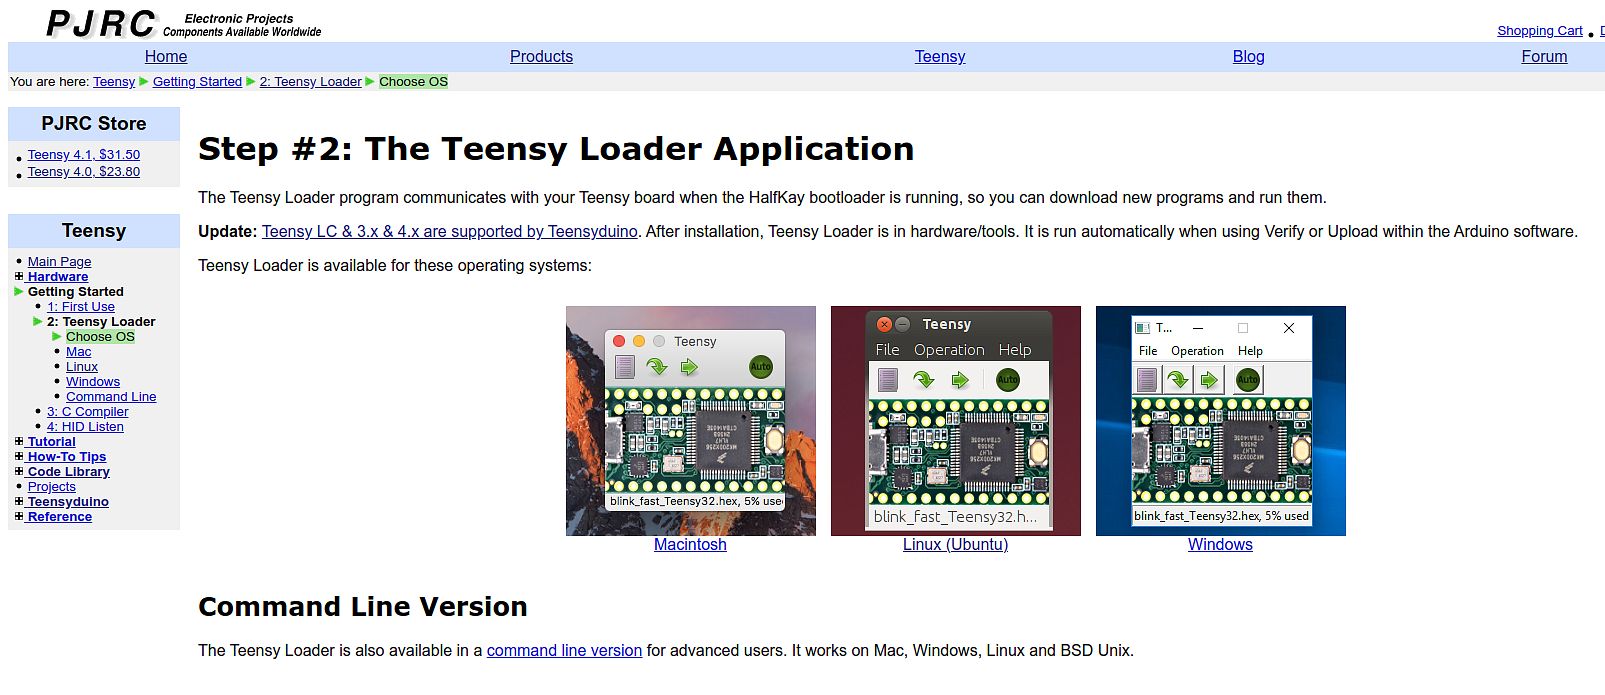 PJRC Electronic Projects
Components Available Worldwide
Shopping Cart
Home Products Teensy Blog Forum
You are here: Teensy Getting Started 2: Teensy Loader Choose OS
PJRC Store
Teensy 4.1, $31.50
Teensy 4.0, $23.80
Teensy
Main Page
Hardware
Getting Started
1: First Use
2: Teensy Loader
Choose OS
Mac
Linux
Windows
Command Line
3: C Compiler
4: HID Listen
Tutorial
How-To Tips
Code Library
Projects
Teensyduino
Reference
Step #2: The Teensy Loader Application
The Teensy Loader program communicates with your Teensy board when the HalfKay bootloader is running, so you can download new programs and run them.
Update: Teensy LC & 3.x & 4.x are supported by Teensyduino. After installation, Teensy Loader is in hardware/tools. It is run automatically when using Verify or Upload within the Arduino software.
Teensy Loader is available for these operating systems:
Teensy
Auto
blink_fast_Teensy32.hex, 5% used
Macintosh
Teensy
File Operation Help
Auto
blink_fast_Teensy32.h...
Linux (Ubuntu)
T...
File Operation Help
Auto
blink_fast_Teensy32.hex, 5% used
Windows
Command Line Version
The Teensy Loader is also available in a command line version for advanced users. It works on Mac, Windows, Linux and BSD Unix.